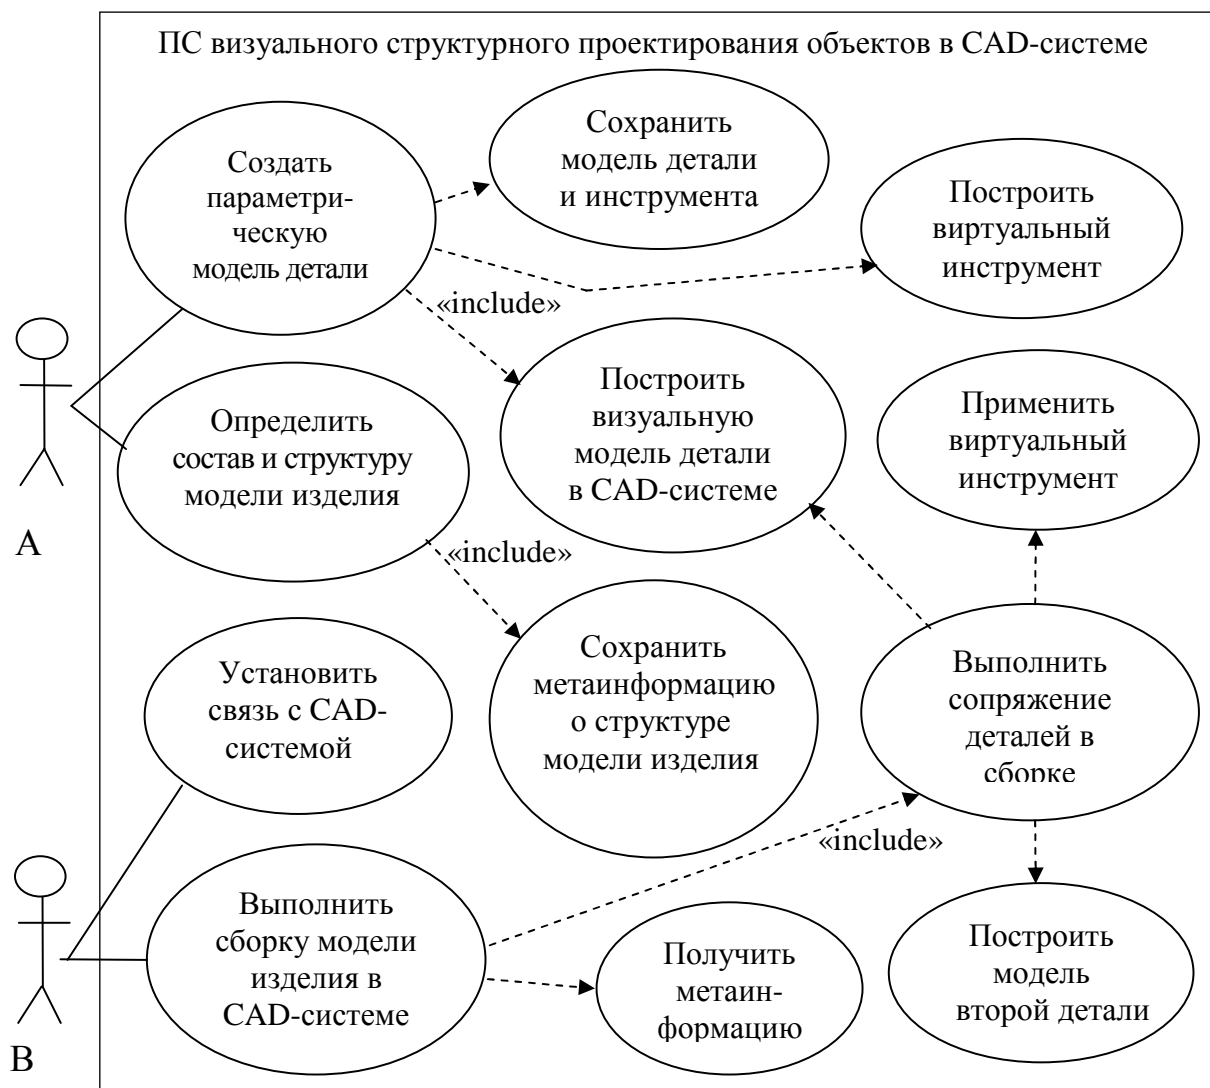 ПС визуального структурного проектирования объектов в CAD-системе
Создать
параметри-
ческую
модель детали
Сохранить
модель детали
и инструмента
Построить
виртуальный
инструмент
«include»
Определить
состав и структуру
модели изделия
Построить
визуальную
модель детали
в CAD-системе
Применить
виртуальный
инструмент
A
«include»
Установить
связь с CAD-
системой
Сохранить
метаинформацию
о структуре
модели изделия
Выполнить
сопряжение
деталей в
сборке
«include»
Выполнить
сборку модели
изделия в
CAD-системе
Получить
метаин-
формацию
Построить
модель
второй детали
B